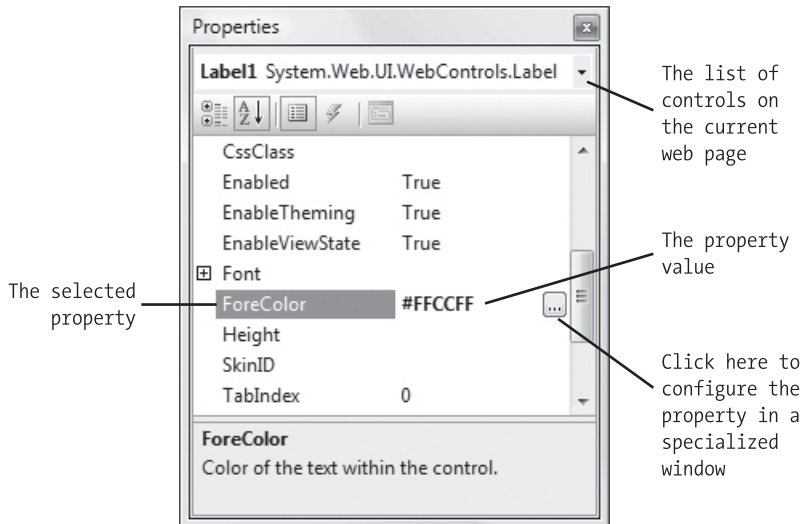 Properties
Label1 System.Web.UI.WebControls.Label
A
Z
CssClass
Enabled True
EnableTheming True
EnableViewState True
Font
ForeColor #FFCCFF ...
Height
SkinID
TabIndex 0
ForeColor
Color of the text within the control.
The selected
property
The list of
controls on
the current
web page
The property
value
Click here to
configure the
property in a
specialized
window